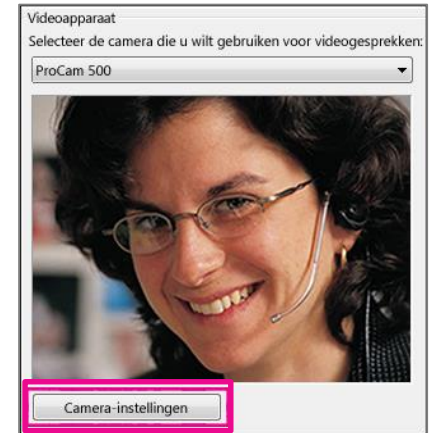 Videoapparaat
Selecteer de camera die u wilt gebruiken voor videogesprekken:
ProCam 500
Camera-instellingen